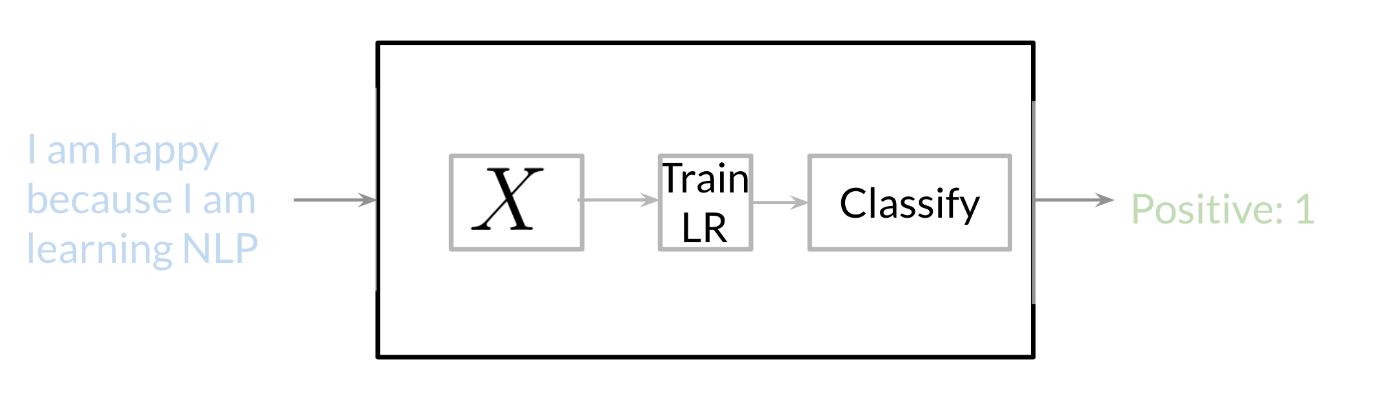 I am happy
because I am
learning NLP
X
Train
LR
Classify
Positive: 1